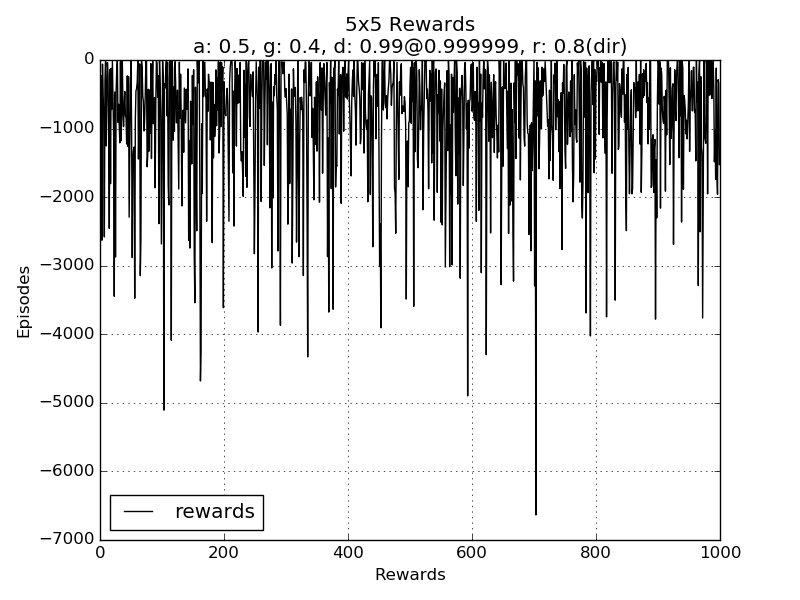 5x5 Rewards
a: 0.5, g: 0.4, d: 0.99@0.999999, r: 0.8(dir)
0
−1000
−2000
−3000
−4000
−5000
−6000
−7000
Episodes
rewards
0 200 400 600 800 1000
Rewards